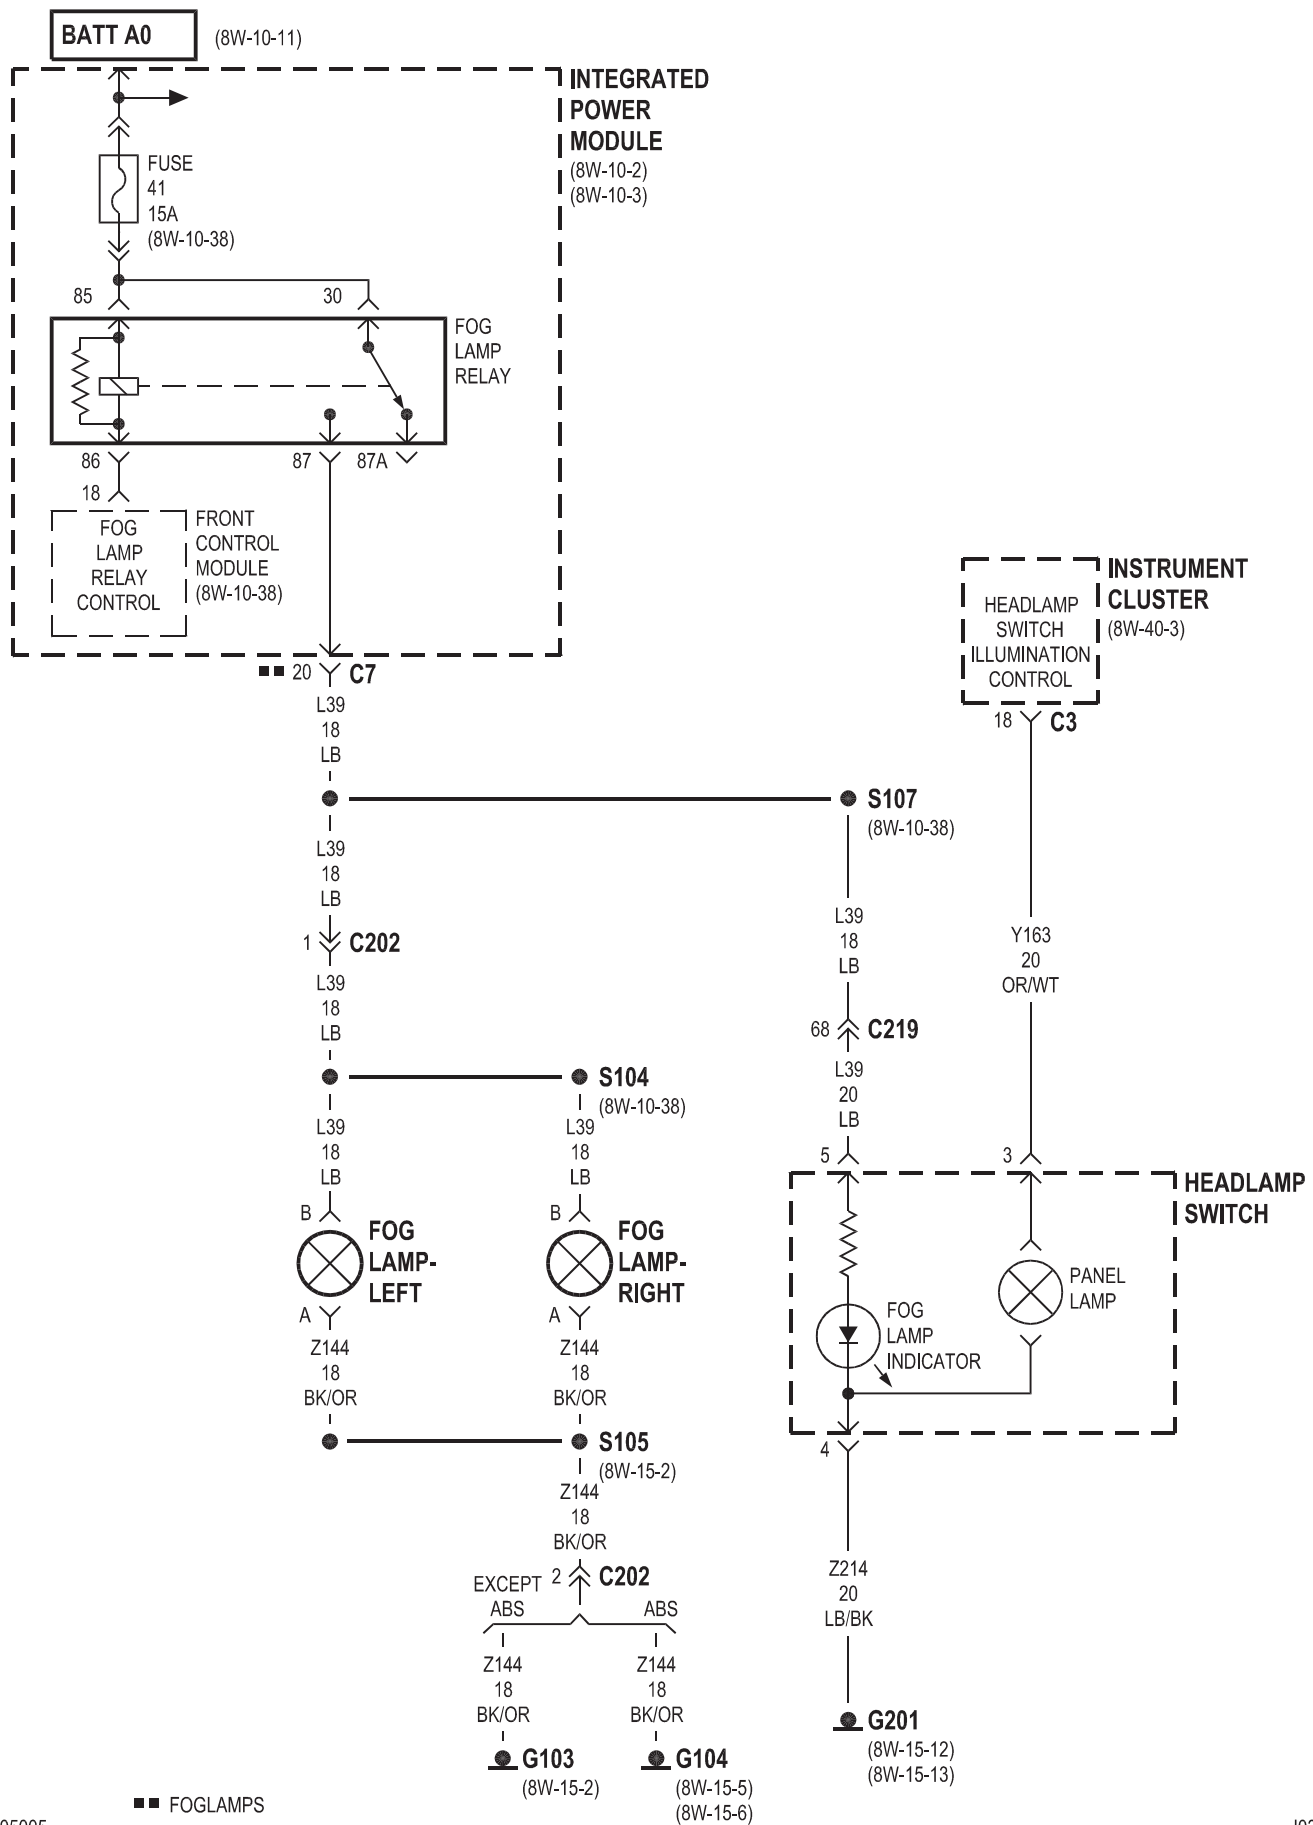 BATT A0
(8W-10-11)
INTEGRATED
POWER
MODULE
(8W-10-2)
(8W-10-3)
FUSE
41
15A
(8W-10-38)
85
30
FOG
LAMP
RELAY
86
87
87A
18
FOG
LAMP
RELAY
CONTROL
FRONT
CONTROL
MODULE
(8W-10-38)
20
C7
L39
18
LB
HEADLAMP
SWITCH
ILLUMINATION
CONTROL
INSTRUMENT
CLUSTER
(8W-40-3)
18
C3
S107
(8W-10-38)
L39
18
LB
1
C202
L39
18
LB
L39
18
LB
Y163
20
OR/WT
68
C219
L39
20
LB
S104
(8W-10-38)
L39
18
LB
L39
18
LB
5
3
HEADLAMP
SWITCH
B
FOG
LAMP-
LEFT
A
B
FOG
LAMP-
RIGHT
A
FOG
LAMP
INDICATOR
PANEL
LAMP
Z144
18
BK/OR
Z144
18
BK/OR
S105
(8W-15-2)
4
Z144
18
BK/OR
2
C202
EXCEPT
ABS
ABS
Z214
20
LB/BK
Z144
18
BK/OR
Z144
18
BK/OR
G201
(8W-15-12)
(8W-15-13)
G103
(8W-15-2)
G104
(8W-15-5)
(8W-15-6)
FOGLAMPS